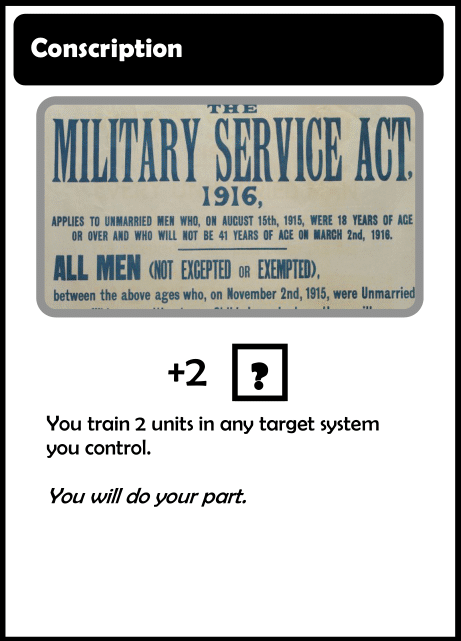 Conscription
THE
MILITARY SERVICE ACT,
1916,
APPLIES TO UNMARRIED MEN WHO, ON AUGUST 15th, 1915, WERE 18 YEARS OF AGE
OR OVER AND WHO WILL NOT BE 41 YEARS OF AGE ON MARCH 2nd, 1916.
ALL MEN (NOT EXCEPTED OR EXEMPTED),
between the above ages who, on November 2nd, 1915, were Unmarried
+2 ?
You train 2 units in any target system
you control.
You will do your part.